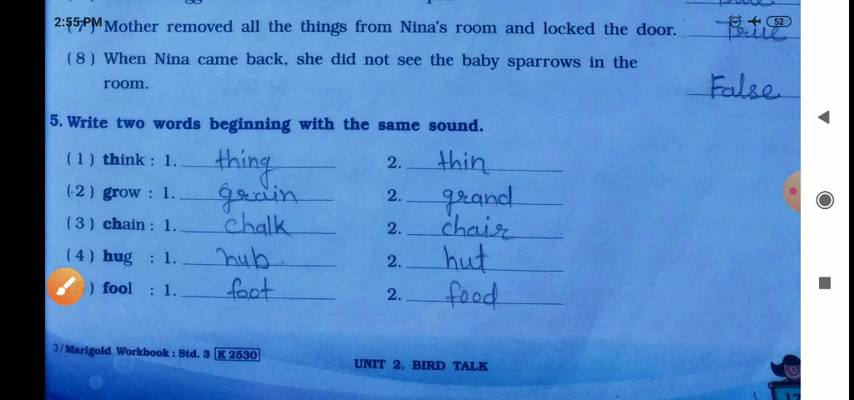 2:55 PM
52
(7) Mother removed all the things from Nina's room and locked the door. True
(8) When Nina came back, she did not see the baby sparrows in the
room. False
5. Write two words beginning with the same sound.
(1) think : 1. thing 2. thin
(2) grow : 1. grain 2. grand
(3) chain : 1. chalk 2. chair
(4) hug : 1. hub 2. hut
) fool : 1. foot 2. food
3/Marigold Workbook : Std. 3 K 2530
UNIT 2. BIRD TALK
17